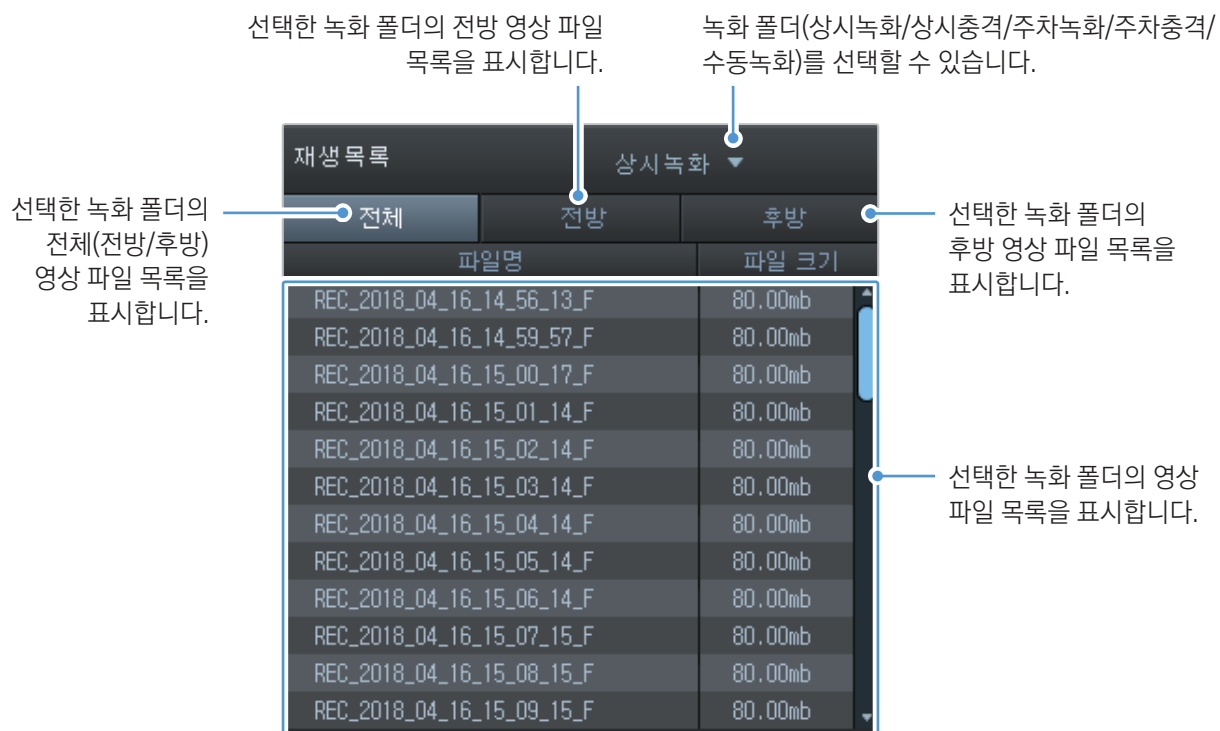 선택한 녹화 폴더의 전방 영상 파일
목록을 표시합니다.
녹화 폴더(상시녹화/상시충격/주차녹화/주차충격/
수동녹화)를 선택할 수 있습니다.
재생목록
상시녹화 ▼
선택한 녹화 폴더의
전체(전방/후방)
영상 파일 목록을
표시합니다.
전체
전방
후방
선택한 녹화 폴더의
후방 영상 파일 목록을
표시합니다.
파일명 파일 크기
REC_2018_04_16_14_56_13_F 80.00mb
REC_2018_04_16_14_59_57_F 80.00mb
REC_2018_04_16_15_00_17_F 80.00mb
REC_2018_04_16_15_01_14_F 80.00mb
REC_2018_04_16_15_02_14_F 80.00mb
REC_2018_04_16_15_03_14_F 80.00mb
REC_2018_04_16_15_04_14_F 80.00mb
REC_2018_04_16_15_05_14_F 80.00mb
REC_2018_04_16_15_06_14_F 80.00mb
REC_2018_04_16_15_07_15_F 80.00mb
REC_2018_04_16_15_08_15_F 80.00mb
REC_2018_04_16_15_09_15_F 80.00mb
선택한 녹화 폴더의 영상
파일 목록을 표시합니다.